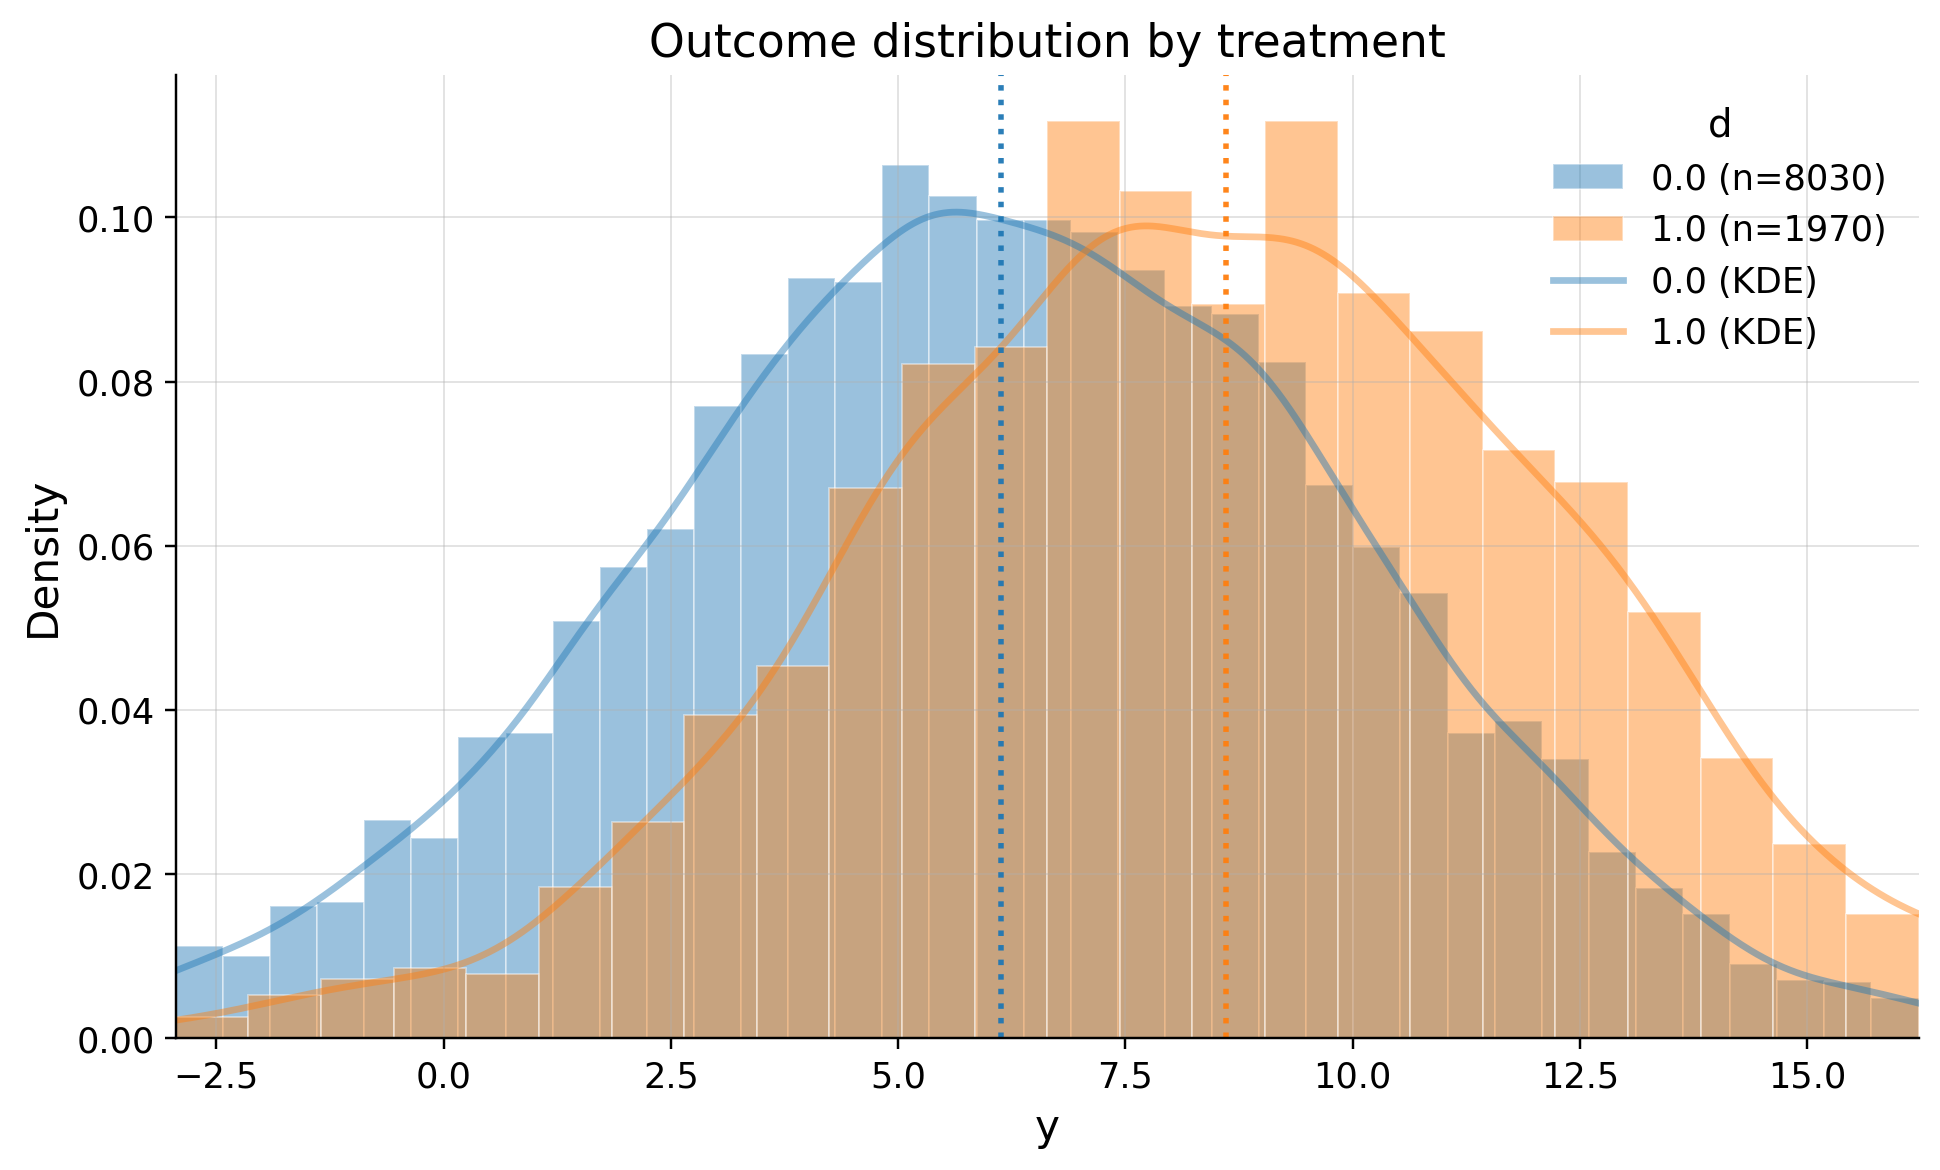 Outcome distribution by treatment
d
0.0 (n=8030)
1.0 (n=1970)
0.0 (KDE)
1.0 (KDE)
Density
0.10
0.08
0.06
0.04
0.02
0.00
−2.5 0.0 2.5 5.0 7.5 10.0 12.5 15.0
y